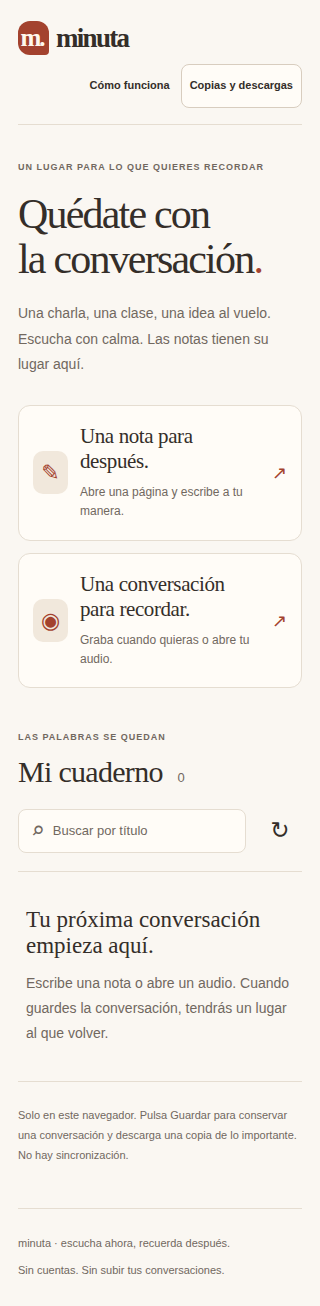 m. minuta
Cómo funciona Copias y descargas
UN LUGAR PARA LO QUE QUIERES RECORDAR
Quédate con
la conversación.
Una charla, una clase, una idea al vuelo.
Escucha con calma. Las notas tienen su
lugar aquí.
Una nota para
después.
Abre una página y escribe a tu
manera.
Una conversación
para recordar.
Graba cuando quieras o abre tu
audio.
LAS PALABRAS SE QUEDAN
Mi cuaderno 0
Buscar por título
Tu próxima conversación
empieza aquí.
Escribe una nota o abre un audio. Cuando
guardes la conversación, tendrás un lugar
al que volver.
Solo en este navegador. Pulsa Guardar para conservar
una conversación y descarga una copia de lo importante.
No hay sincronización.
minuta · escucha ahora, recuerda después.
Sin cuentas. Sin subir tus conversaciones.